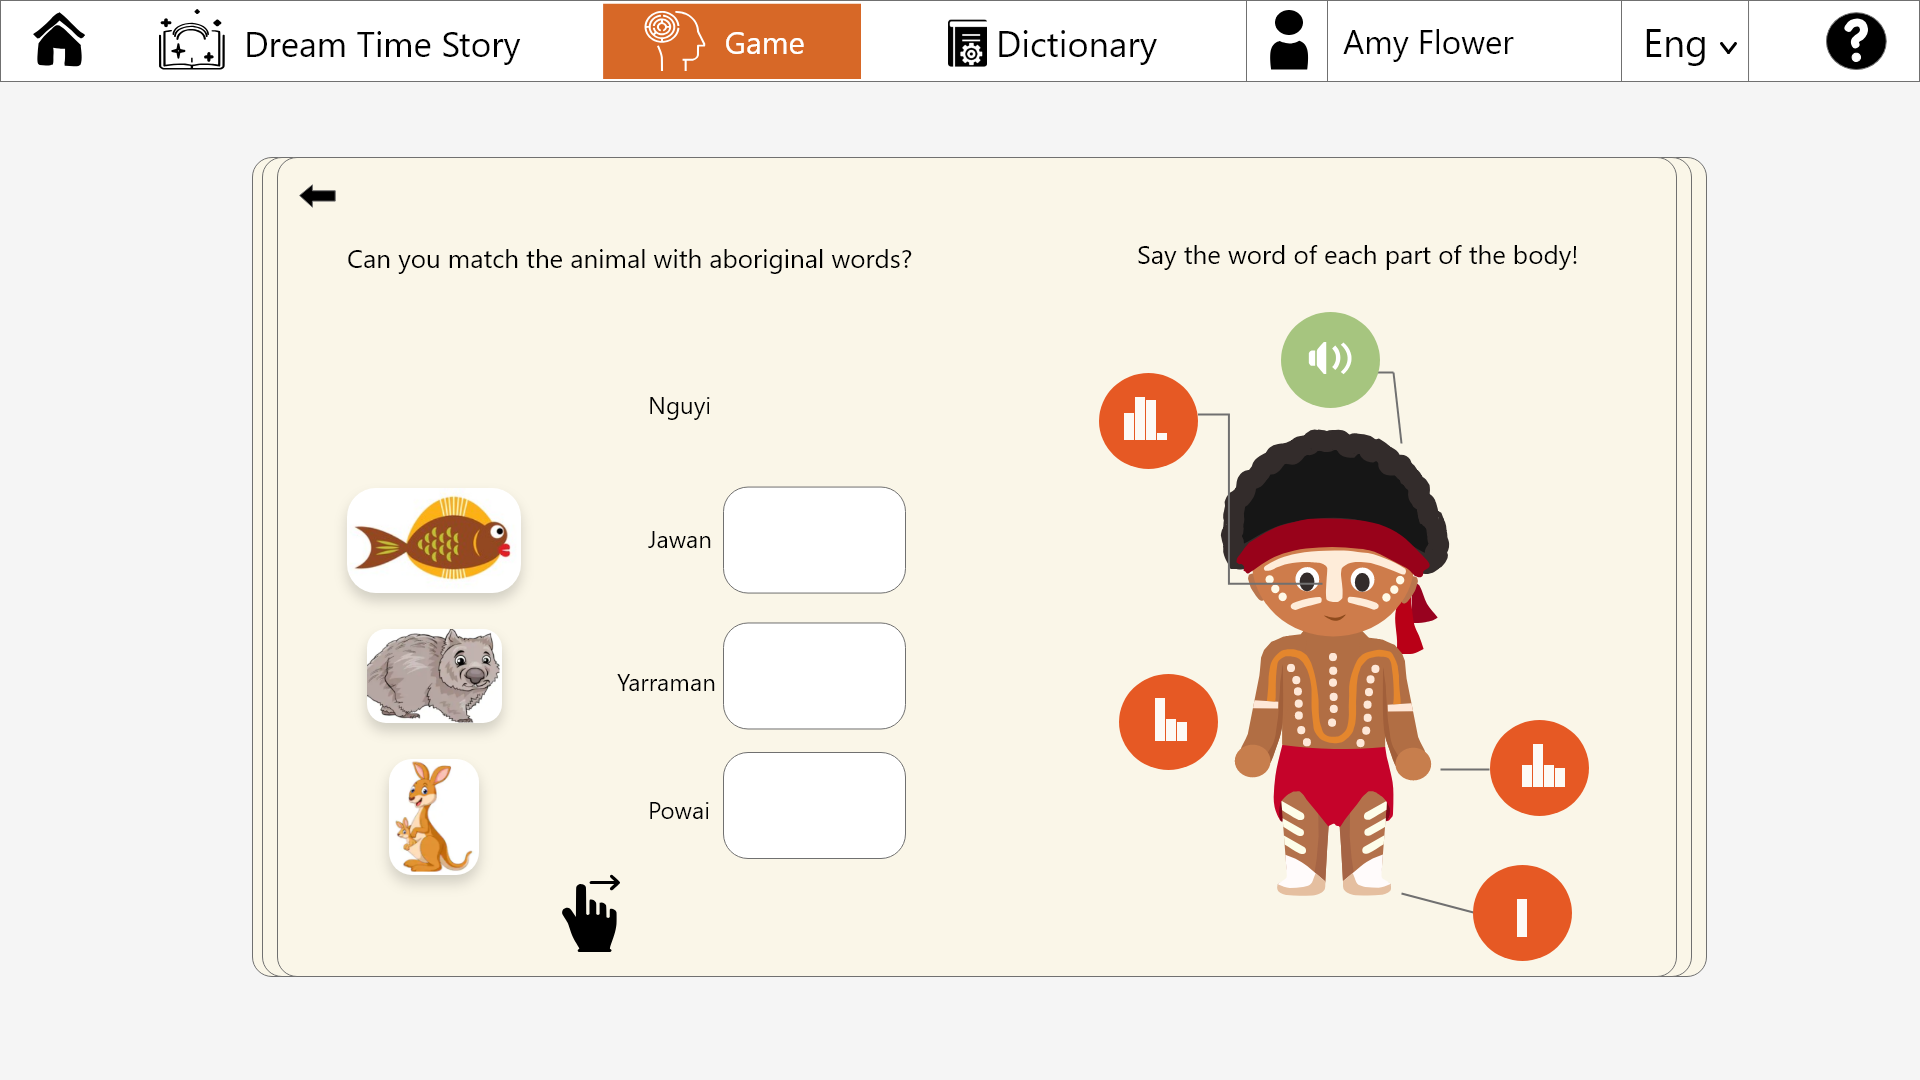 Dream Time Story
Game
Dictionary
Amy Flower
Eng
Can you match the animal with aboriginal words?
Say the word of each part of the body!
Nguyi
Jawan
Yarraman
Powai